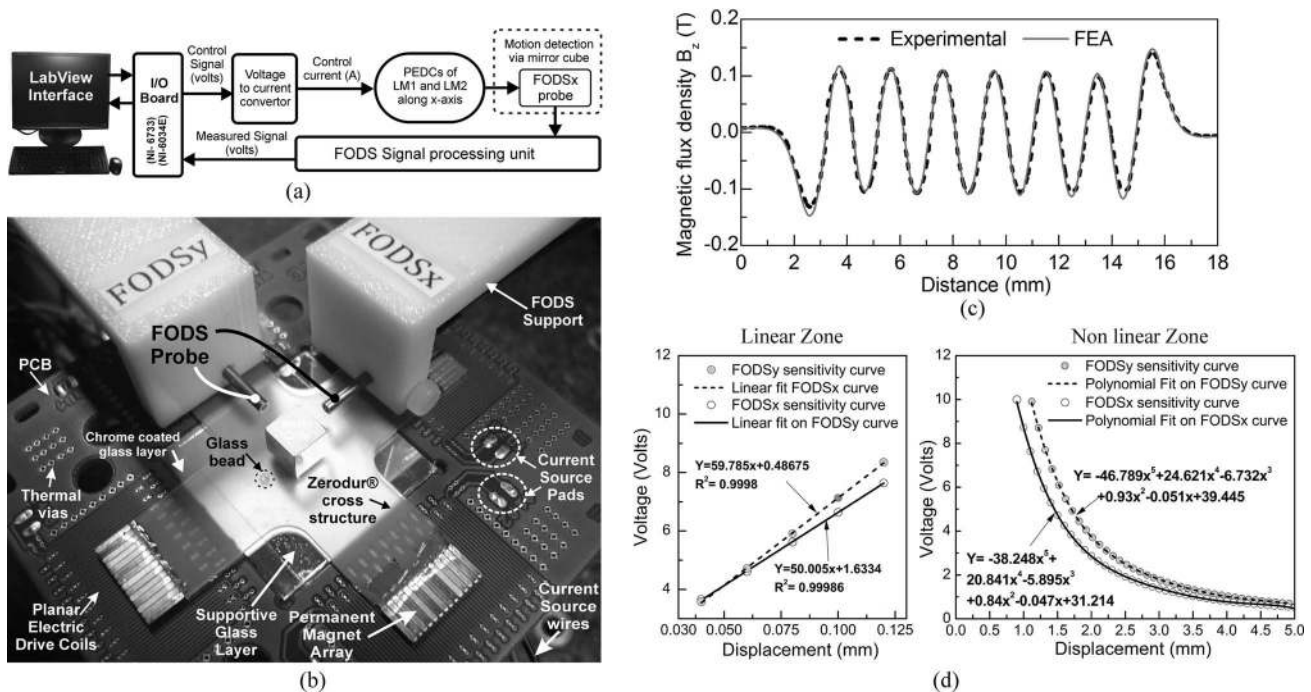 LabView
Interface
I/O
Board
(NI- 6733)
(NI-6034E)
Control
Signal
(volts)
Voltage
to current
convertor
Control
current (A)
PEDCs of
LM1 and LM2
along x-axis
Motion detection
via mirror cube
FODSx
probe
Measured Signal
(volts)
FODS Signal processing unit
(a)
FODSy
FODSx
FODS
Support
FODS
Probe
PCB
Chrome coated
glass layer
Glass
bead
Thermal
vias
Zerodur®
cross
structure
Current
Source
Pads
Planar
Electric
Drive Coils
Supportive
Glass
Layer
Permanent
Magnet
Array
Current
Source
wires
(b)
Magnetic flux density Bz (T)
0.2
0.1
0.0
-0.1
-0.2
Experimental
FEA
0 2 4 6 8 10 12 14 16 18
Distance (mm)
(c)
Linear Zone
Voltage (Volts)
12
10
8
6
4
FODSy sensitivity curve
Linear fit FODSx curve
FODSx sensitivity curve
Linear fit on FODSy curve
Y=59.785x+0.48675
R²= 0.9998
Y=50.005x+1.6334
R²= 0.99986
0.030 0.050 0.075 0.100 0.125
Displacement (mm)
Non linear Zone
Voltage (Volts)
12
10
8
6
4
2
0
FODSy sensitivity curve
Polynomial Fit on FODSy curve
FODSx sensitivity curve
Polynomial Fit on FODSx curve
Y= -46.789x⁵+24.621x⁴-6.732x³
+0.93x²-0.051x+39.445
Y= -38.248x⁵+
20.841x⁴-5.895x³
+0.84x²-0.047x+31.214
0.0 1.0 1.5 2.0 2.5 3.0 3.5 4.0 4.5 5.0
Displacement (mm)
(d)